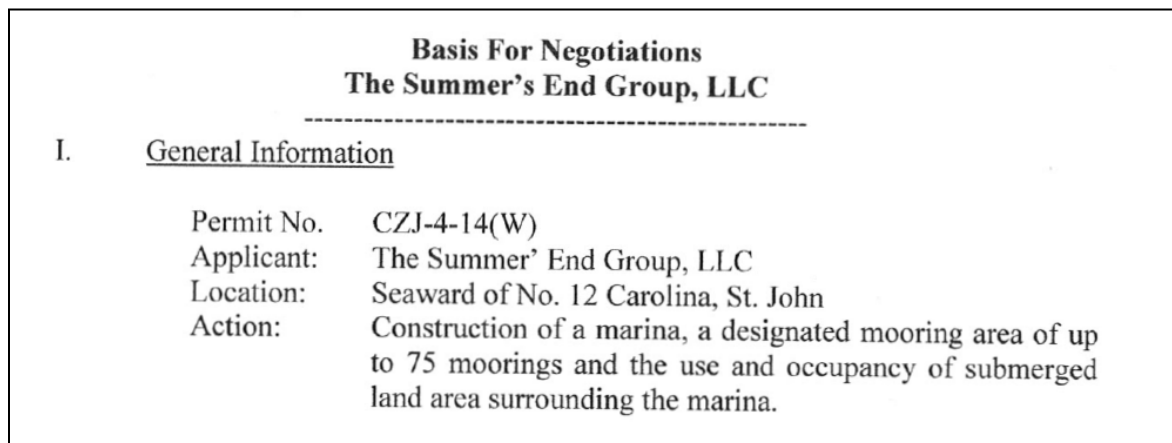 Basis For Negotiations
The Summer's End Group, LLC
--------------------------------------------------
I. General Information
Permit No. CZJ-4-14(W)
Applicant: The Summer' End Group, LLC
Location: Seaward of No. 12 Carolina, St. John
Action: Construction of a marina, a designated mooring area of up
to 75 moorings and the use and occupancy of submerged
land area surrounding the marina.